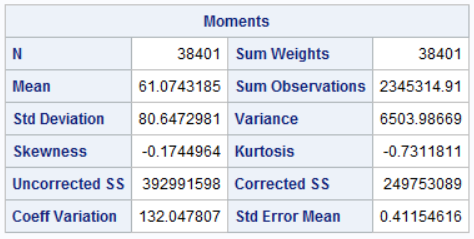 Moments
N 38401 Sum Weights 38401
Mean 61.0743185 Sum Observations 2345314.91
Std Deviation 80.6472981 Variance 6503.98669
Skewness -0.1744964 Kurtosis -0.7311811
Uncorrected SS 392991598 Corrected SS 249753089
Coeff Variation 132.047807 Std Error Mean 0.41154616